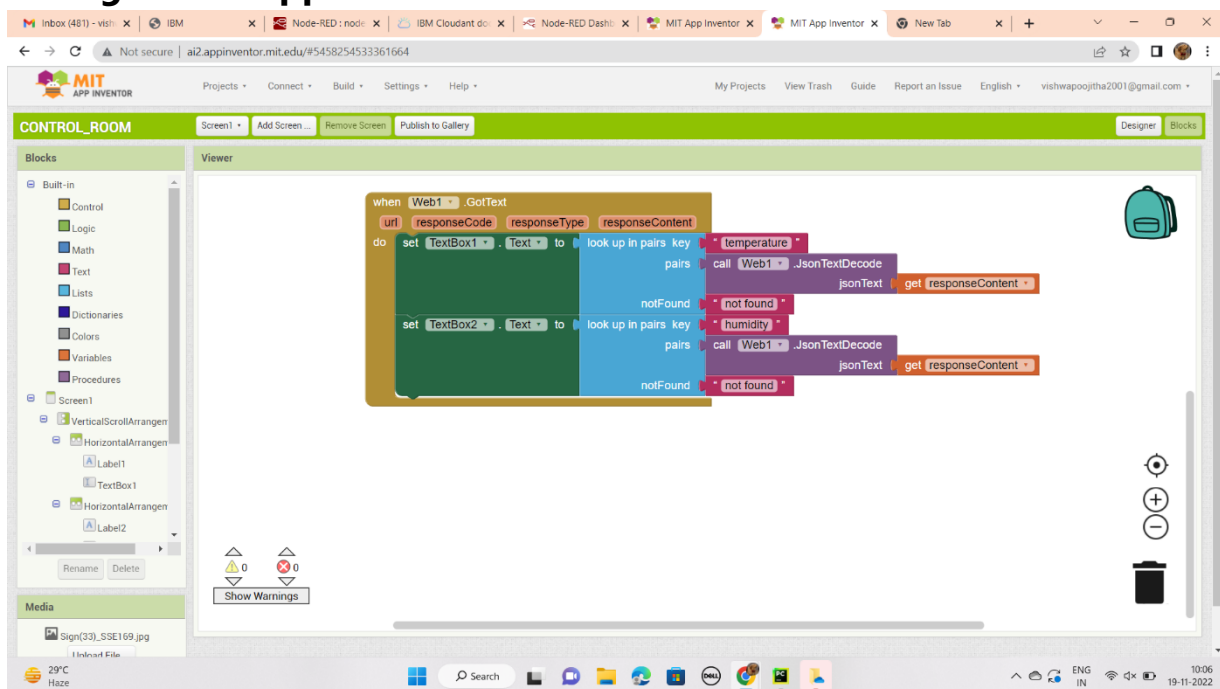 Inbox (481) - vish
IBM
Node-RED : node
IBM Cloudant do
Node-RED Dashb
MIT App Inventor
MIT App Inventor
New Tab
Not secure | ai2.appinventor.mit.edu/#5458254533361664
MIT
APP INVENTOR
Projects
Connect
Build
Settings
Help
My Projects
View Trash
Guide
Report an Issue
English
vishwapoojitha2001@gmail.com
CONTROL_ROOM
Screen1
Add Screen ...
Remove Screen
Publish to Gallery
Designer
Blocks
Blocks
Viewer
Built-in
Control
Logic
Math
Text
Lists
Dictionaries
Colors
Variables
Procedures
Screen1
VerticalScrollArrangem
HorizontalArrangem
Label1
TextBox1
HorizontalArrangem
Label2
Rename
Delete
Media
Sign(33)_SSE169.jpg
Upload File
when Web1 .GotText
url responseCode responseType responseContent
do set TextBox1 . Text to look up in pairs key " temperature "
pairs call Web1 .JsonTextDecode
jsonText get responseContent
notFound " not found "
set TextBox2 . Text to look up in pairs key " humidity "
pairs call Web1 .JsonTextDecode
jsonText get responseContent
notFound " not found "
0
0
Show Warnings
29°C
Haze
Search
ENG
IN
10:06
19-11-2022